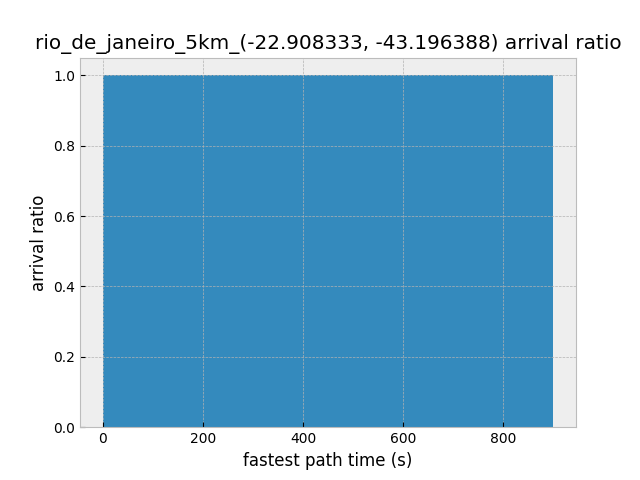 rio_de_janeiro_5km_(-22.908333, -43.196388) arrival ratio
1.0
0.8
0.6
0.4
0.2
0.0
arrival ratio
0 200 400 600 800
fastest path time (s)